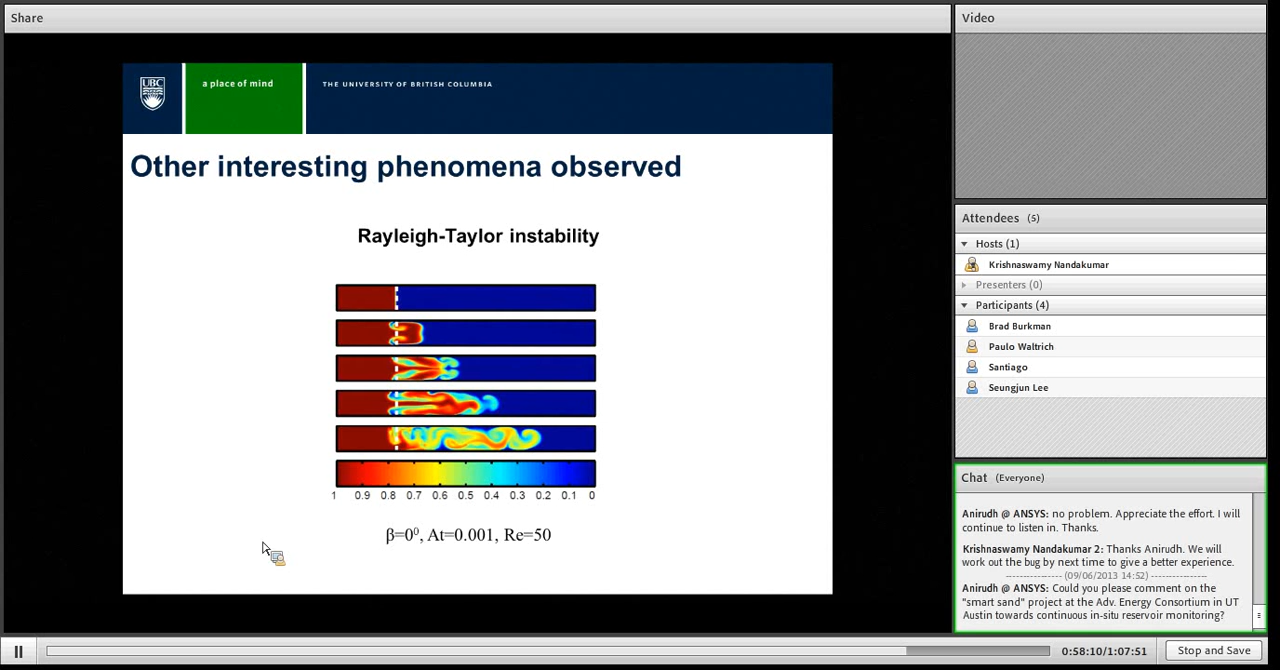 Share
UBC
a place of mind
THE UNIVERSITY OF BRITISH COLUMBIA
Other interesting phenomena observed
Rayleigh-Taylor instability
1 0.9 0.8 0.7 0.6 0.5 0.4 0.3 0.2 0.1 0
β=0⁰, At=0.001, Re=50
Video
Attendees (5)
Hosts (1)
Krishnaswamy Nandakumar
Presenters (0)
Participants (4)
Brad Burkman
Paulo Waltrich
Santiago
Seungjun Lee
Chat (Everyone)
Anirudh @ ANSYS: no problem. Appreciate the effort. I will
continue to listen in. Thanks.
Krishnaswamy Nandakumar 2: Thanks Anirudh. We will
work out the bug by next time to give a better experience.
---------------- (09/06/2013 14:52) ----------------
Anirudh @ ANSYS: Could you please comment on the
"smart sand" project at the Adv. Energy Consortium in UT
Austin towards continuous in-situ reservoir monitoring?
0:58:10/1:07:51
Stop and Save